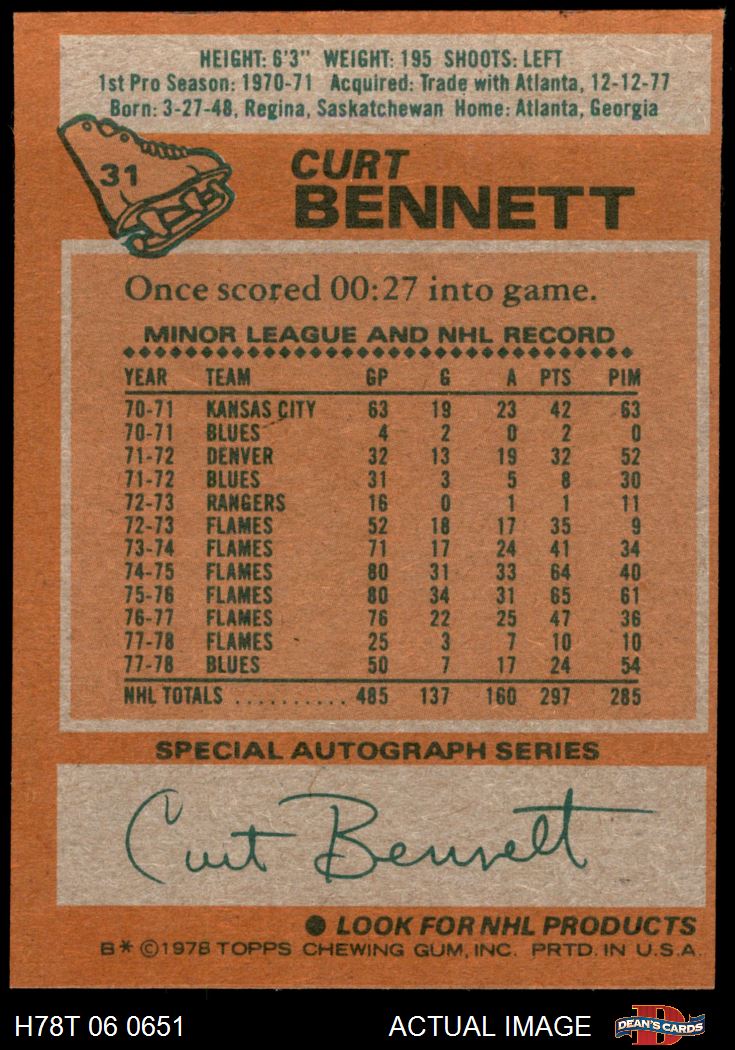 HEIGHT: 6'3" WEIGHT: 195 SHOOTS: LEFT
1st Pro Season: 1970-71 Acquired: Trade with Atlanta, 12-12-77
Born: 3-27-48, Regina, Saskatchewan Home: Atlanta, Georgia
31
CURT
BENNETT
Once scored 00:27 into game.
MINOR LEAGUE AND NHL RECORD
YEAR TEAM GP G A PTS PIM
70-71 KANSAS CITY 63 19 23 42 63
70-71 BLUES 4 2 0 2 0
71-72 DENVER 32 13 19 32 52
71-72 BLUES 31 3 5 8 30
72-73 RANGERS 16 0 1 1 11
72-73 FLAMES 52 18 17 35 9
73-74 FLAMES 71 17 24 41 34
74-75 FLAMES 80 31 33 64 40
75-76 FLAMES 80 34 31 65 61
76-77 FLAMES 76 22 25 47 36
77-78 FLAMES 25 3 7 10 10
77-78 BLUES 50 7 17 24 54
NHL TOTALS .......... 485 137 160 297 285
SPECIAL AUTOGRAPH SERIES
Curt Bennett
● LOOK FOR NHL PRODUCTS
B* ©1978 TOPPS CHEWING GUM, INC. PRTD. IN U.S.A.
H78T 06 0651 ACTUAL IMAGE DEAN'S CARDS